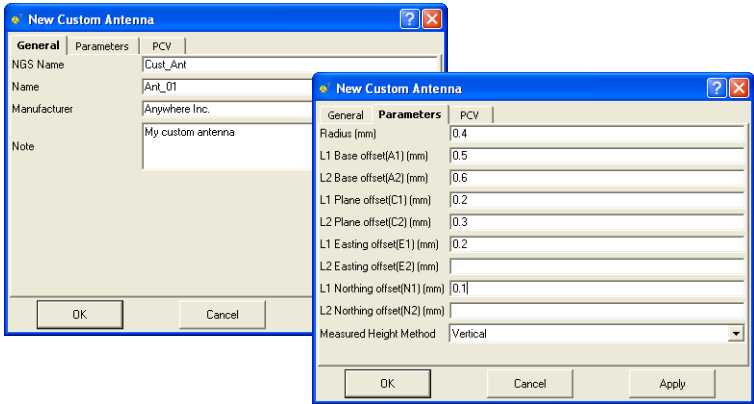 New Custom Antenna
General Parameters PCV
NGS Name Cust_Ant
Name Ant_01
Manufacturer Anywhere Inc.
Note My custom antenna
OK Cancel
New Custom Antenna
General Parameters PCV
Radius (mm) 0.4
L1 Base offset(A1) (mm) 0.5
L2 Base offset(A2) (mm) 0.6
L1 Plane offset(C1) (mm) 0.2
L2 Plane offset(C2) (mm) 0.3
L1 Easting offset(E1) (mm) 0.2
L2 Easting offset(E2) (mm)
L1 Northing offset(N1) (mm) 0.1
L2 Northing offset(N2) (mm)
Measured Height Method Vertical
OK Cancel Apply